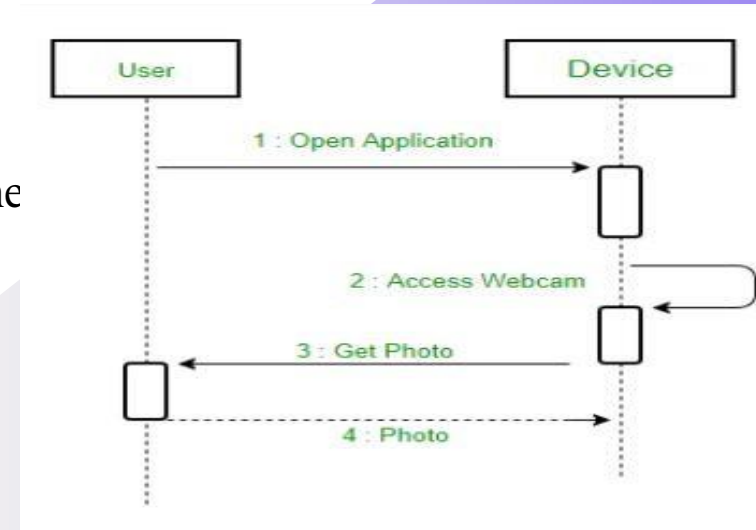 User
Device
1 : Open Application
2 : Access Webcam
3 : Get Photo
4 : Photo